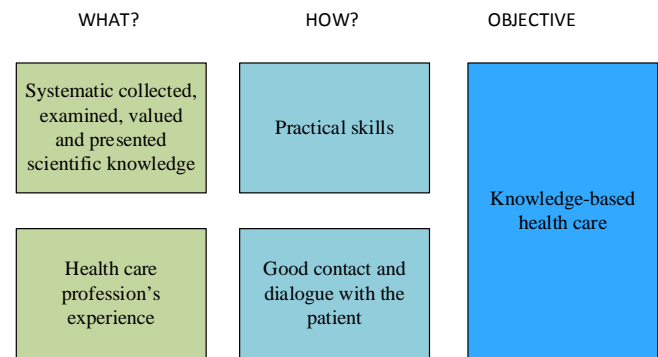 WHAT?
HOW?
OBJECTIVE
Systematic collected,
examined, valued
and presented
scientific knowledge
Practical skills
Knowledge-based
health care
Health care
profession's
experience
Good contact and
dialogue with the
patient